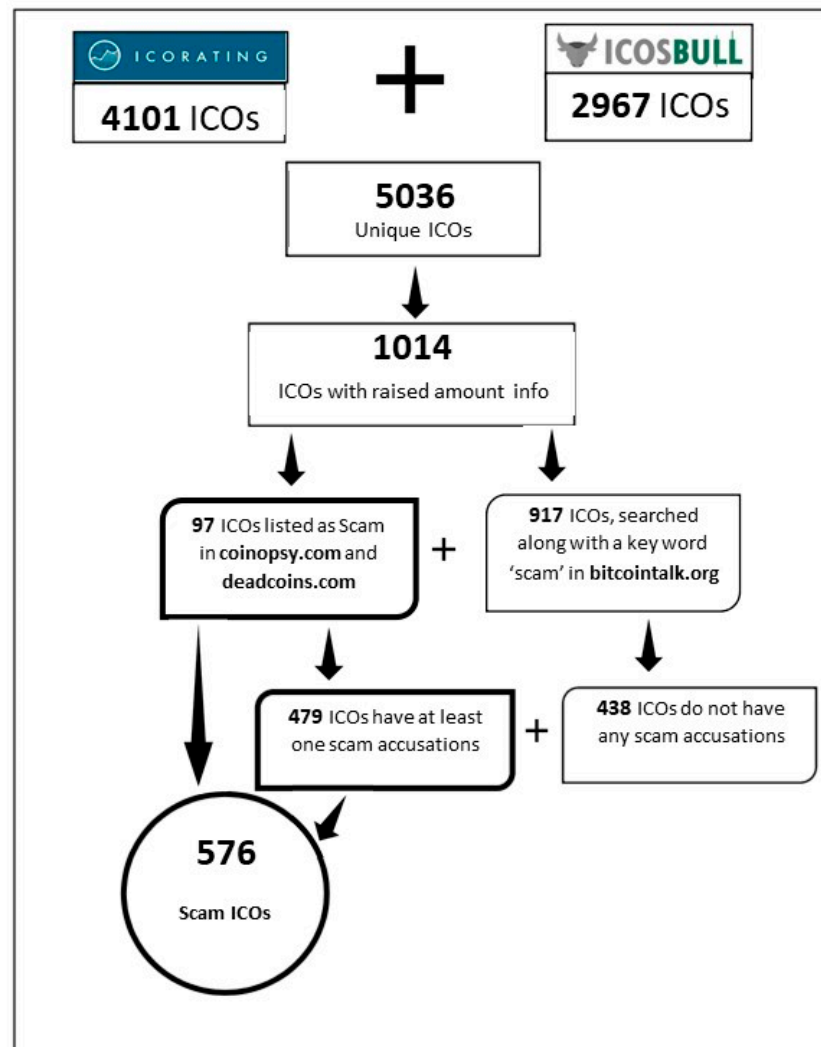 ICORATING
4101 ICOs
+
ICOSBULL
2967 ICOs
5036
Unique ICOs
1014
ICOs with raised amount info
97 ICOs listed as Scam
in coinopsy.com and
deadcoins.com
+
917 ICOs, searched
along with a key word
‘scam’ in bitcointalk.org
479 ICOs have at least
one scam accusations
+
438 ICOs do not have
any scam accusations
576
Scam ICOs